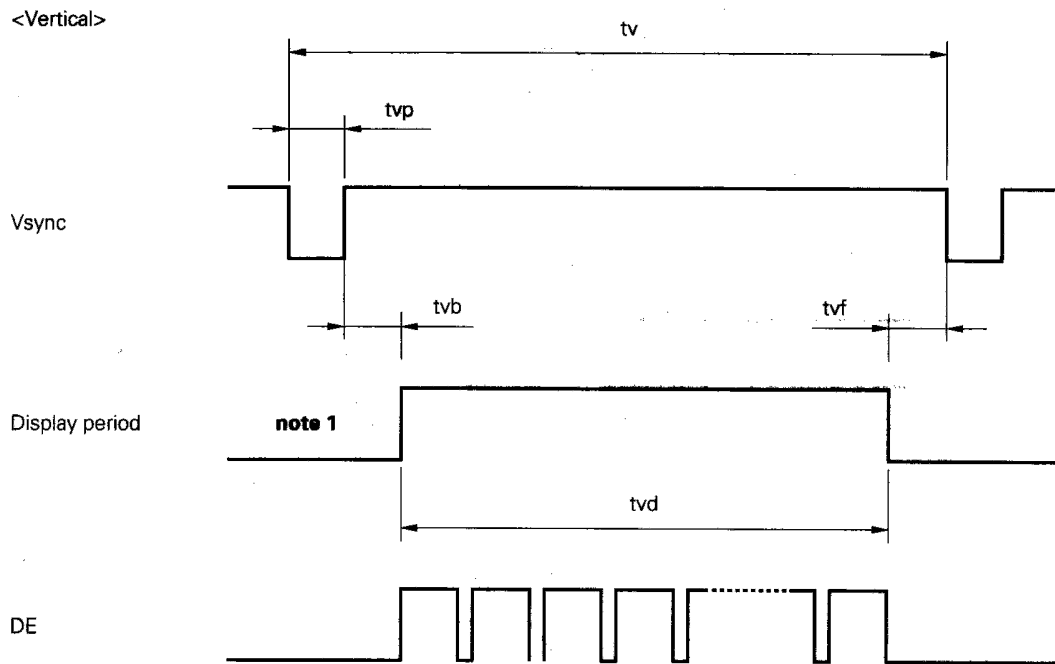 <Vertical>
tv
tvp
Vsync
tvb
tvf
Display period
note 1
tvd
DE